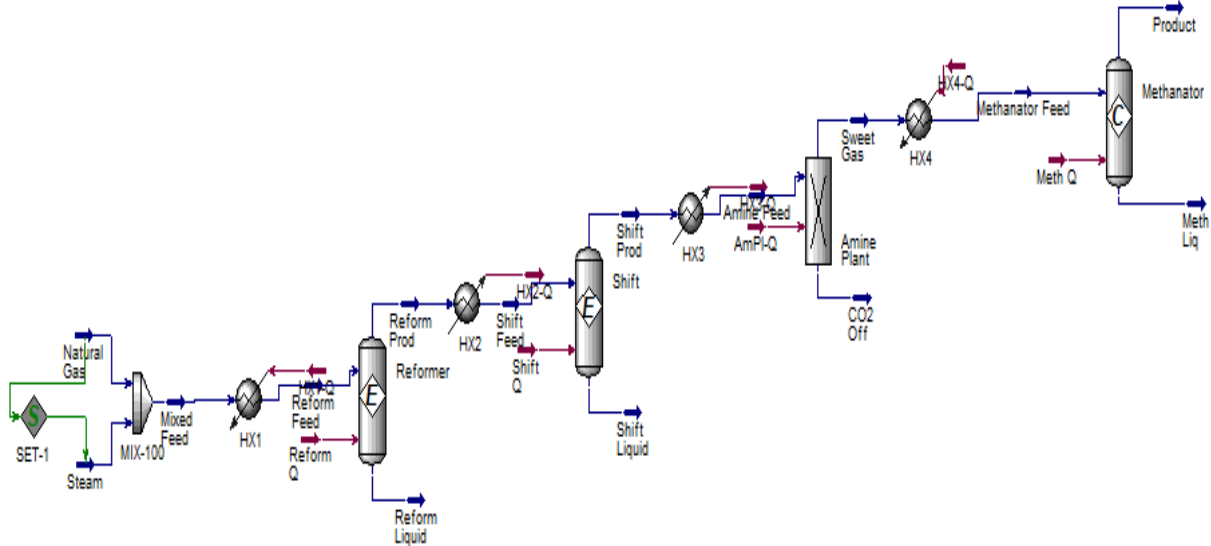 Product
HX4-Q
Methanator
Methanator Feed
C
Sweet
Gas
HX4
Meth Q
Meth
Liq
HX3-Q
Amine Feed
Shift
Prod
HX3
AmPl-Q
Amine
Plant
Shift
HX2-Q
E
CO2
Off
Reform
Prod
HX2
Shift
Feed
Shift
Q
Natural
Gas
Reformer
HX1-Q
E
Reform
Feed
Shift
Liquid
S
SET-1
MIX-100
Mixed
Feed
HX1
Reform
Q
Steam
Reform
Liquid